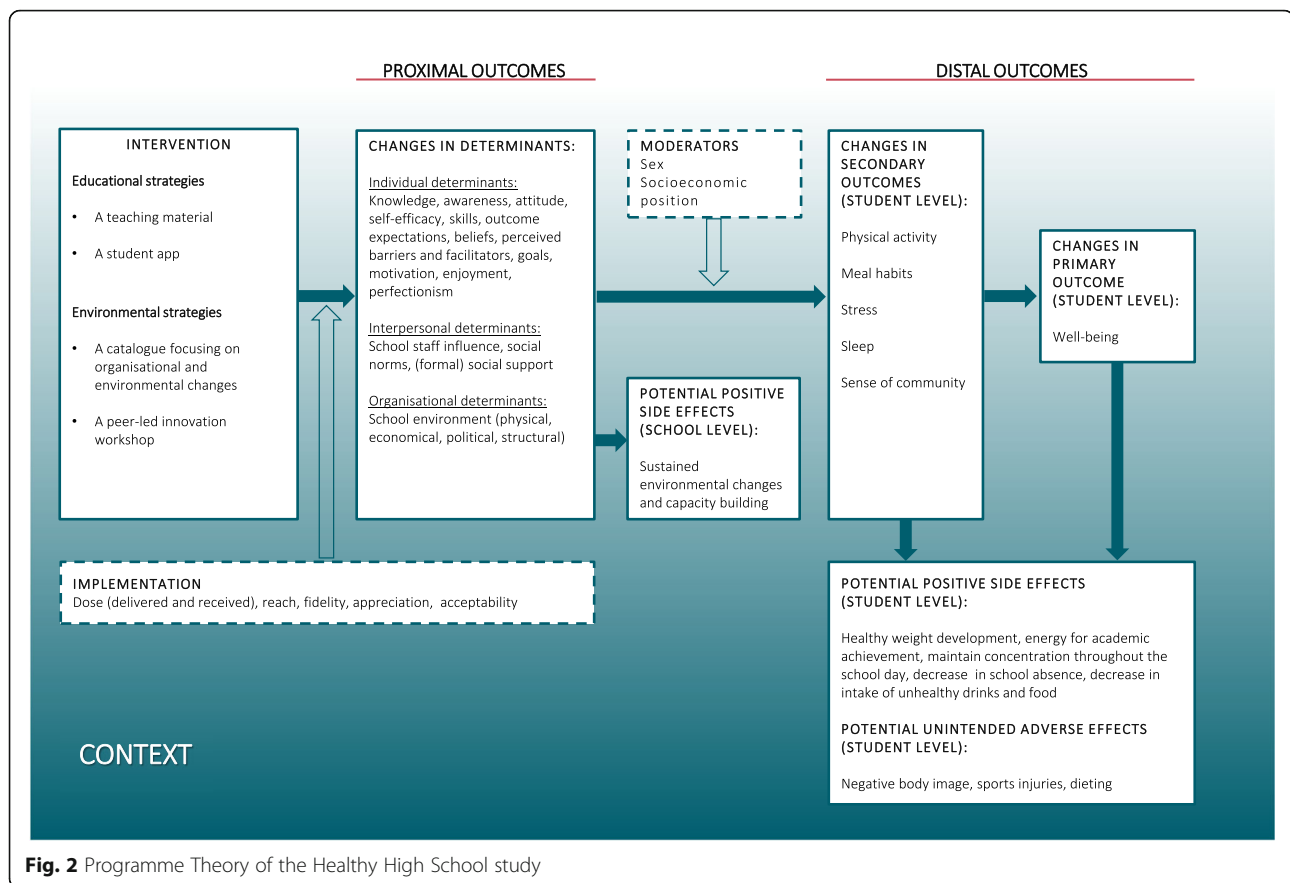 PROXIMAL OUTCOMES
DISTAL OUTCOMES
INTERVENTION
Educational strategies
• A teaching material
• A student app
Environmental strategies
• A catalogue focusing on
organisational and
environmental changes
• A peer-led innovation
workshop
CHANGES IN DETERMINANTS:
Individual determinants:
Knowledge, awareness, attitude,
self-efficacy, skills, outcome
expectations, beliefs, perceived
barriers and facilitators, goals,
motivation, enjoyment,
perfectionism
Interpersonal determinants:
School staff influence, social
norms, (formal) social support
Organisational determinants:
School environment (physical,
economical, political, structural)
MODERATORS
Sex
Socioeconomic
position
POTENTIAL POSITIVE
SIDE EFFECTS
(SCHOOL LEVEL):
Sustained
environmental changes
and capacity building
CHANGES IN
SECONDARY
OUTCOMES
(STUDENT LEVEL):
Physical activity
Meal habits
Stress
Sleep
Sense of community
CHANGES IN
PRIMARY
OUTCOME
(STUDENT LEVEL):
Well-being
IMPLEMENTATION
Dose (delivered and received), reach, fidelity, appreciation, acceptability
POTENTIAL POSITIVE SIDE EFFECTS
(STUDENT LEVEL):
Healthy weight development, energy for academic
achievement, maintain concentration throughout the
school day, decrease in school absence, decrease in
intake of unhealthy drinks and food
POTENTIAL UNINTENDED ADVERSE EFFECTS
(STUDENT LEVEL):
Negative body image, sports injuries, dieting
CONTEXT
Fig. 2 Programme Theory of the Healthy High School study